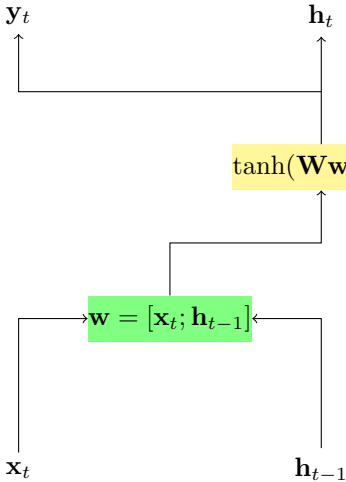 y_t h_t
tanh(Ww
w = [x_t; h_{t−1}]
x_t h_{t−1}